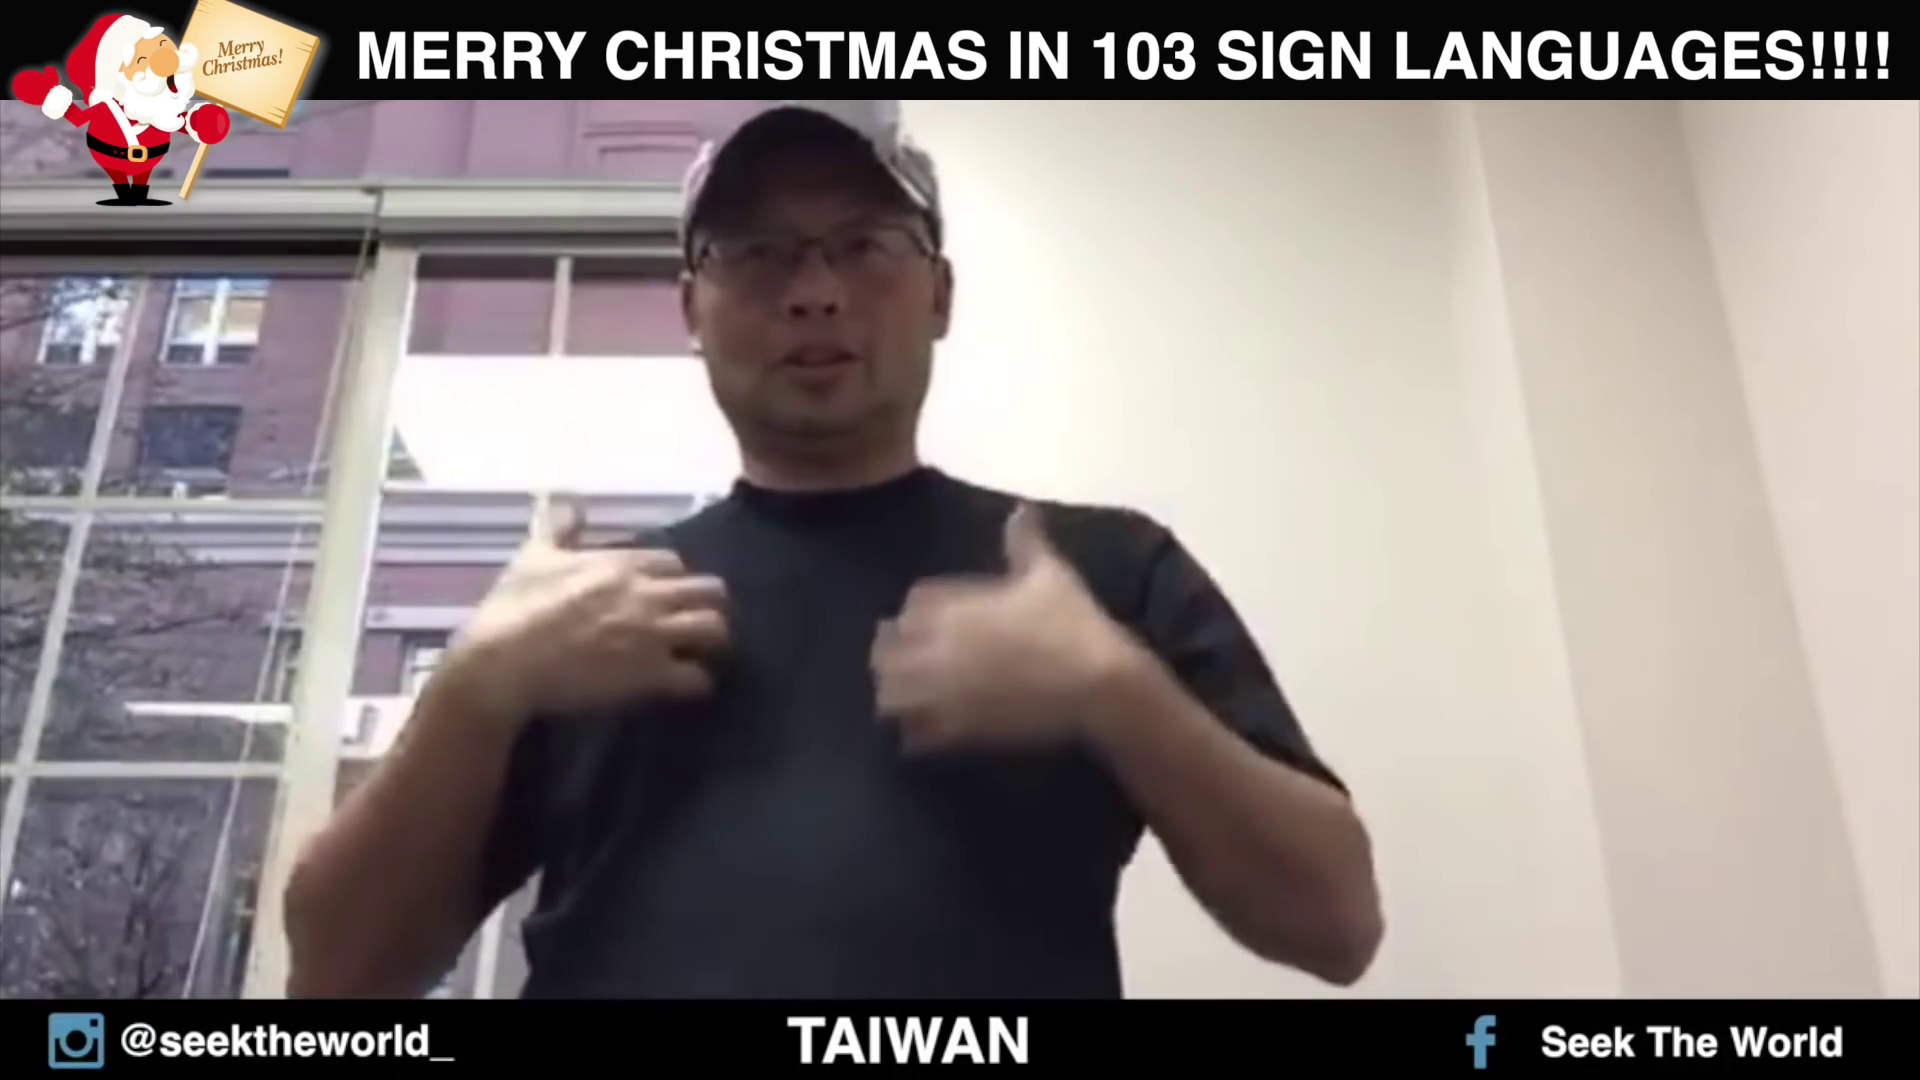 Merry
Christmas!
MERRY CHRISTMAS IN 103 SIGN LANGUAGES!!!!
@seektheworld_
TAIWAN
Seek The World